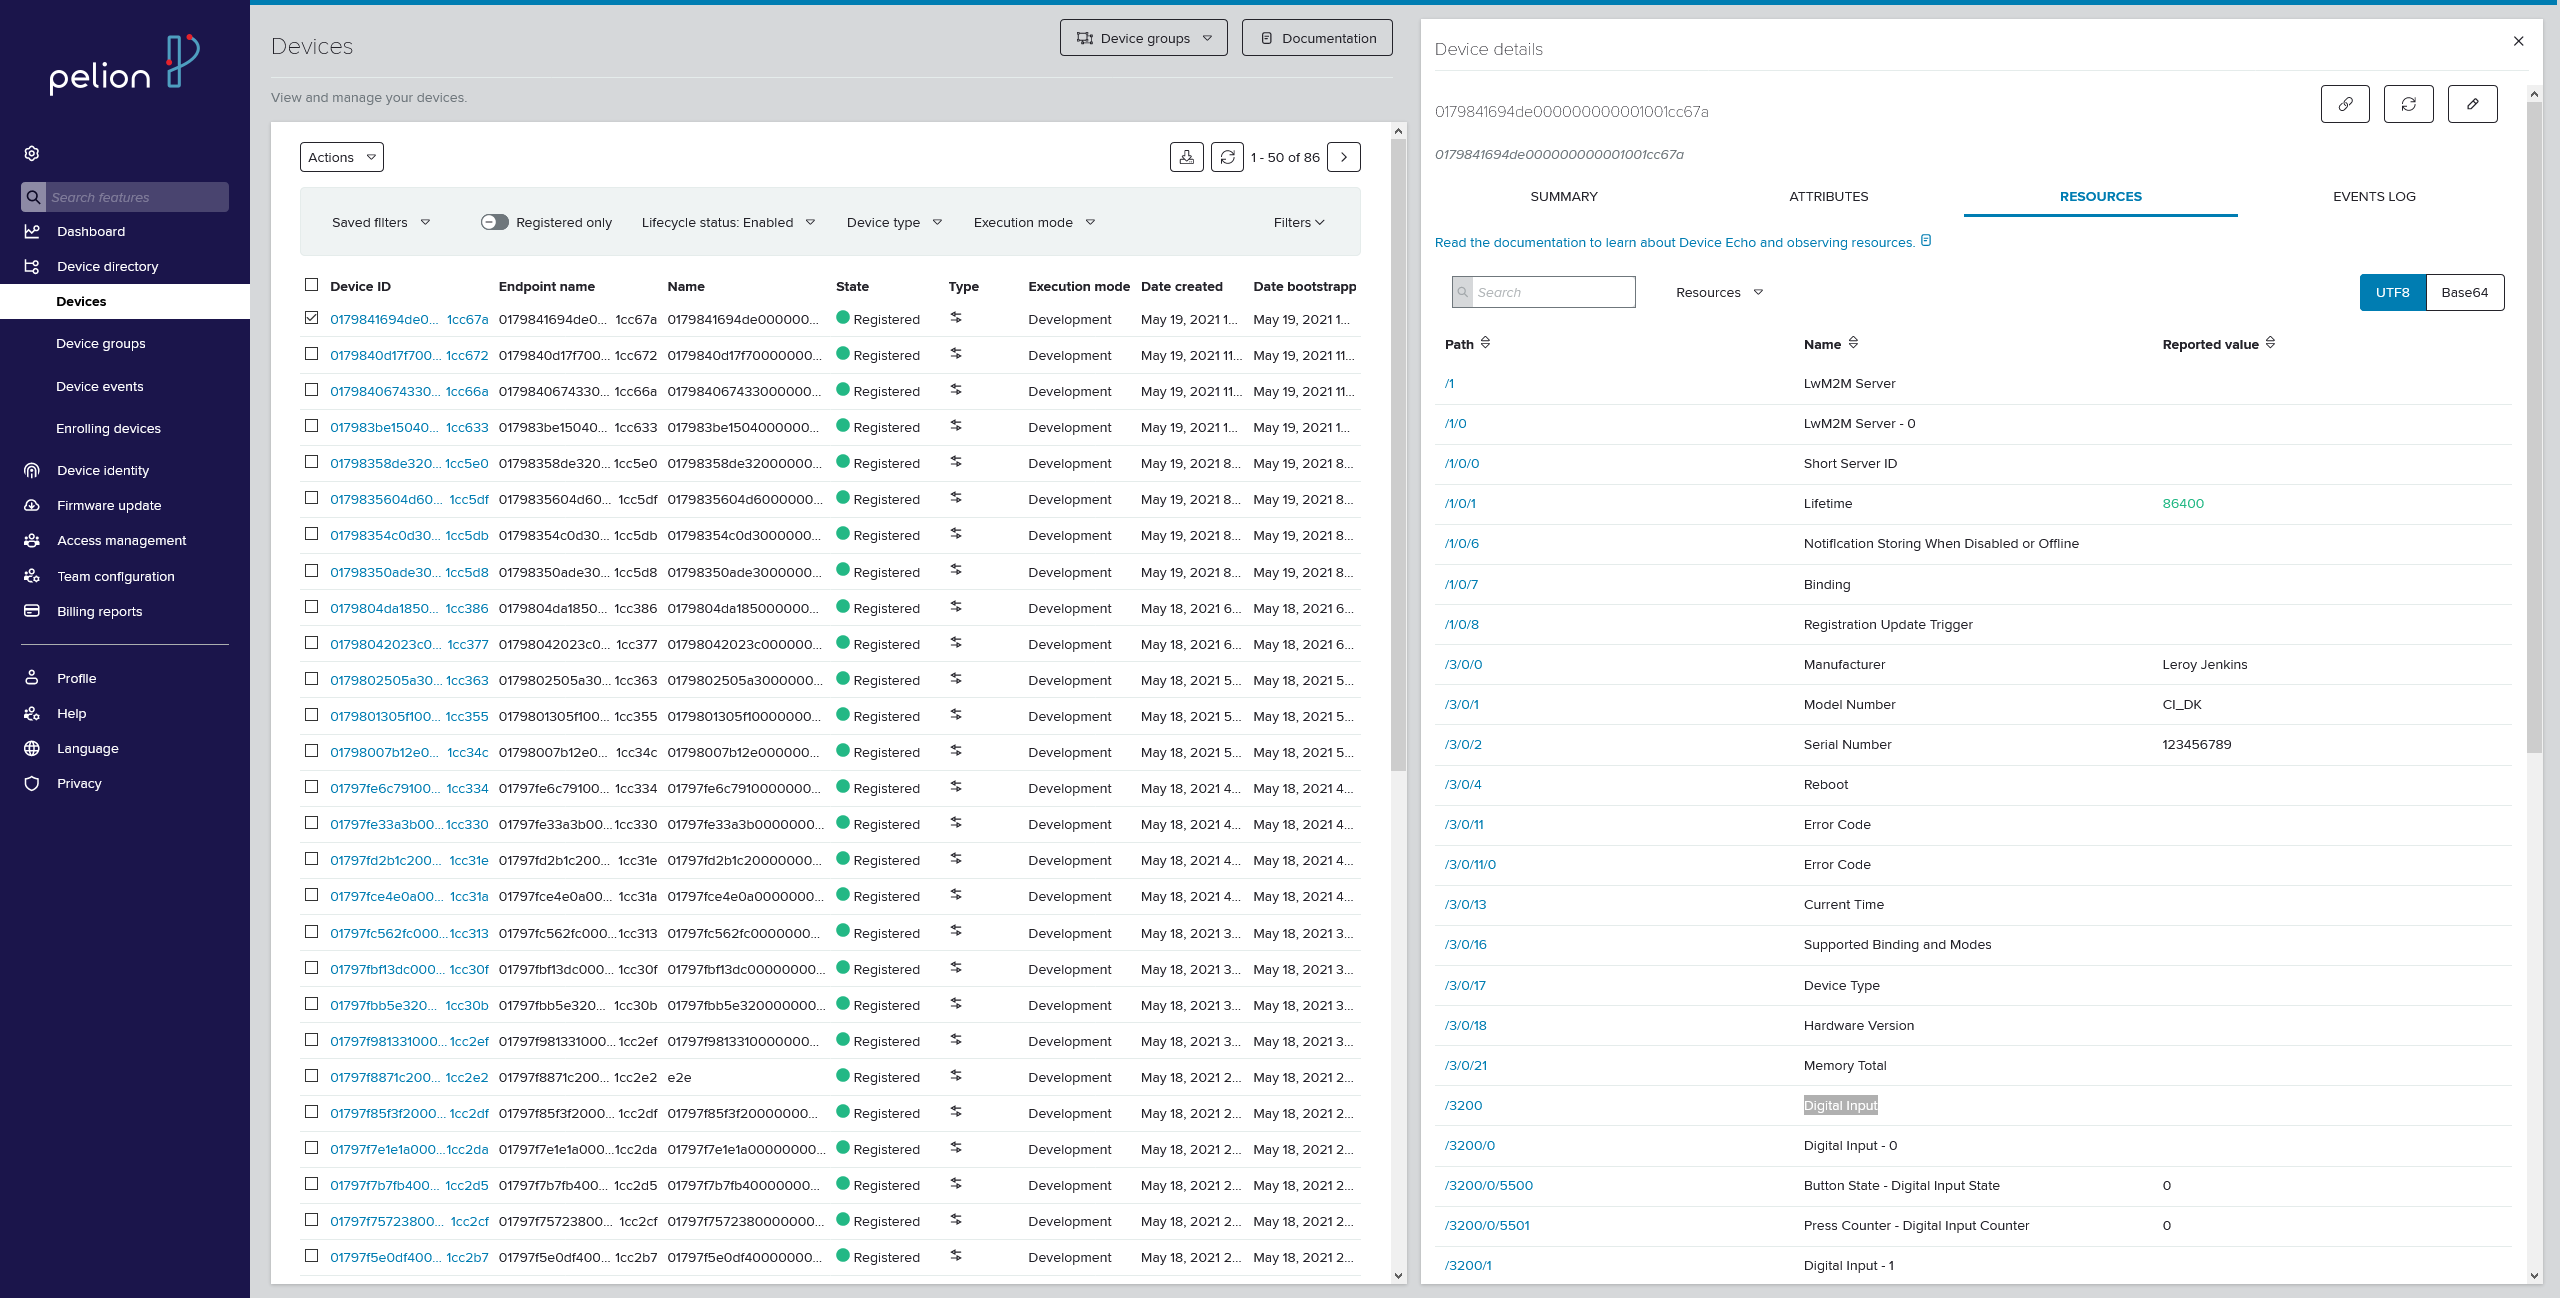 pelion
Search features
Dashboard
Device directory
Devices
Device groups
Device events
Enrolling devices
Device identity
Firmware update
Access management
Team configuration
Billing reports
Profile
Help
Language
Privacy
Devices
Device groups
Documentation
View and manage your devices.
Actions
1 - 50 of 86
Saved filters Registered only Lifecycle status: Enabled Device type Execution mode Filters
Device ID Endpoint name Name State Type Execution mode Date created Date bootstrapp
0179841694de0... 1cc67a 0179841694de0... 1cc67a 0179841694de000000... Registered Development May 19, 2021 1... May 19, 2021 1...
0179840d17f700... 1cc672 0179840d17f700... 1cc672 0179840d17f70000000... Registered Development May 19, 2021 11... May 19, 2021 11...
0179840674330... 1cc66a 0179840674330... 1cc66a 017984067433000000... Registered Development May 19, 2021 11... May 19, 2021 11...
017983be15040... 1cc633 017983be15040... 1cc633 017983be1504000000... Registered Development May 19, 2021 1... May 19, 2021 1...
01798358de320... 1cc5e0 01798358de320... 1cc5e0 01798358de32000000... Registered Development May 19, 2021 8... May 19, 2021 8...
0179835604d60... 1cc5df 0179835604d60... 1cc5df 0179835604d6000000... Registered Development May 19, 2021 8... May 19, 2021 8...
01798354c0d30... 1cc5db 01798354c0d30... 1cc5db 01798354c0d3000000... Registered Development May 19, 2021 8... May 19, 2021 8...
01798350ade30... 1cc5d8 01798350ade30... 1cc5d8 01798350ade3000000... Registered Development May 19, 2021 8... May 19, 2021 8...
0179804da1850... 1cc386 0179804da1850... 1cc386 0179804da185000000... Registered Development May 18, 2021 6... May 18, 2021 6...
01798042023c0... 1cc377 01798042023c0... 1cc377 01798042023c000000... Registered Development May 18, 2021 6... May 18, 2021 6...
0179802505a30... 1cc363 0179802505a30... 1cc363 0179802505a3000000... Registered Development May 18, 2021 5... May 18, 2021 5...
0179801305f100... 1cc355 0179801305f100... 1cc355 0179801305f10000000... Registered Development May 18, 2021 5... May 18, 2021 5...
01798007b12e0... 1cc34c 01798007b12e0... 1cc34c 01798007b12e000000... Registered Development May 18, 2021 5... May 18, 2021 5...
01797fe6c79100... 1cc334 01797fe6c79100... 1cc334 01797fe6c7910000000... Registered Development May 18, 2021 4... May 18, 2021 4...
01797fe33a3b00... 1cc330 01797fe33a3b00... 1cc330 01797fe33a3b0000000... Registered Development May 18, 2021 4... May 18, 2021 4...
01797fd2b1c200... 1cc31e 01797fd2b1c200... 1cc31e 01797fd2b1c20000000... Registered Development May 18, 2021 4... May 18, 2021 4...
01797fce4e0a00... 1cc31a 01797fce4e0a00... 1cc31a 01797fce4e0a0000000... Registered Development May 18, 2021 4... May 18, 2021 4...
01797fc562fc000... 1cc313 01797fc562fc000... 1cc313 01797fc562fc0000000... Registered Development May 18, 2021 3... May 18, 2021 3...
01797fbf13dc000... 1cc30f 01797fbf13dc000... 1cc30f 01797fbf13dc00000000... Registered Development May 18, 2021 3... May 18, 2021 3...
01797fbb5e320... 1cc30b 01797fbb5e320... 1cc30b 01797fbb5e320000000... Registered Development May 18, 2021 3... May 18, 2021 3...
01797f981331000... 1cc2ef 01797f981331000... 1cc2ef 01797f9813310000000... Registered Development May 18, 2021 3... May 18, 2021 3...
01797f8871c200... 1cc2e2 01797f8871c200... 1cc2e2 e2e Registered Development May 18, 2021 2... May 18, 2021 2...
01797f85f3f2000... 1cc2df 01797f85f3f2000... 1cc2df 01797f85f3f20000000... Registered Development May 18, 2021 2... May 18, 2021 2...
01797f7e1e1a000... 1cc2da 01797f7e1e1a000... 1cc2da 01797f7e1e1a00000000... Registered Development May 18, 2021 2... May 18, 2021 2...
01797f7b7fb400... 1cc2d5 01797f7b7fb400... 1cc2d5 01797f7b7fb40000000... Registered Development May 18, 2021 2... May 18, 2021 2...
01797f75723800... 1cc2cf 01797f75723800... 1cc2cf 01797f7572380000000... Registered Development May 18, 2021 2... May 18, 2021 2...
01797f5e0df400... 1cc2b7 01797f5e0df400... 1cc2b7 01797f5e0df40000000... Registered Development May 18, 2021 2... May 18, 2021 2...
Device details
0179841694de000000000001001cc67a
0179841694de000000000001001cc67a
SUMMARY ATTRIBUTES RESOURCES EVENTS LOG
Read the documentation to learn about Device Echo and observing resources.
Search Resources UTF8 Base64
Path Name Reported value
/1 LwM2M Server
/1/0 LwM2M Server - 0
/1/0/0 Short Server ID
/1/0/1 Lifetime 86400
/1/0/6 Notification Storing When Disabled or Offline
/1/0/7 Binding
/1/0/8 Registration Update Trigger
/3/0/0 Manufacturer Leroy Jenkins
/3/0/1 Model Number CI_DK
/3/0/2 Serial Number 123456789
/3/0/4 Reboot
/3/0/11 Error Code
/3/0/11/0 Error Code
/3/0/13 Current Time
/3/0/16 Supported Binding and Modes
/3/0/17 Device Type
/3/0/18 Hardware Version
/3/0/21 Memory Total
/3200 Digital Input
/3200/0 Digital Input - 0
/3200/0/5500 Button State - Digital Input State 0
/3200/0/5501 Press Counter - Digital Input Counter 0
/3200/1 Digital Input - 1